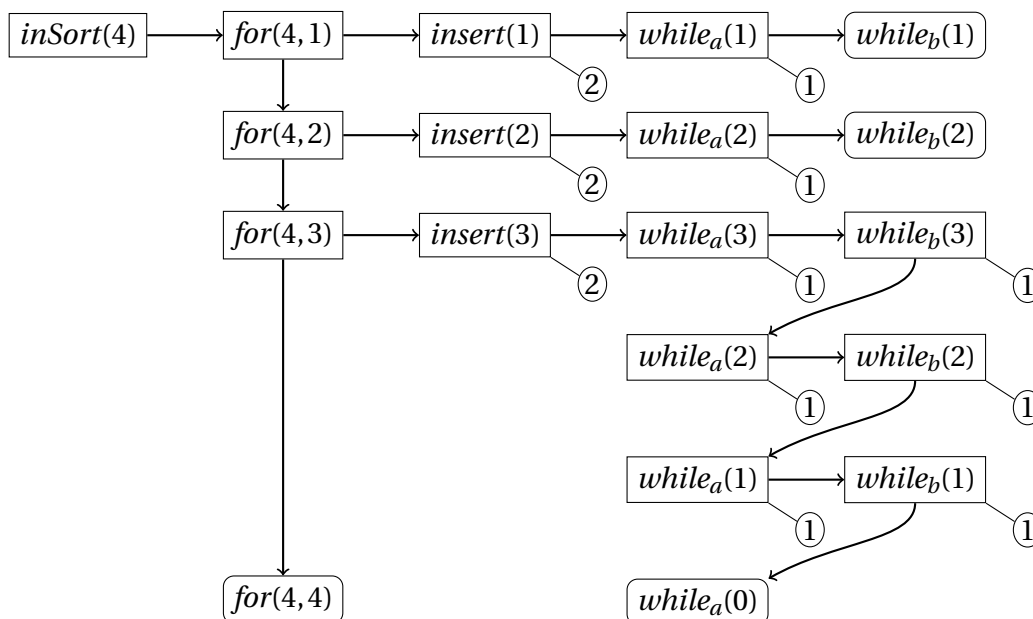 inSort(4) for(4,1) insert(1) while_a(1) while_b(1)
2 1
for(4,2) insert(2) while_a(2) while_b(2)
2 1
for(4,3) insert(3) while_a(3) while_b(3)
2 1 1
while_a(2) while_b(2)
1 1
while_a(1) while_b(1)
1 1
for(4,4) while_a(0)